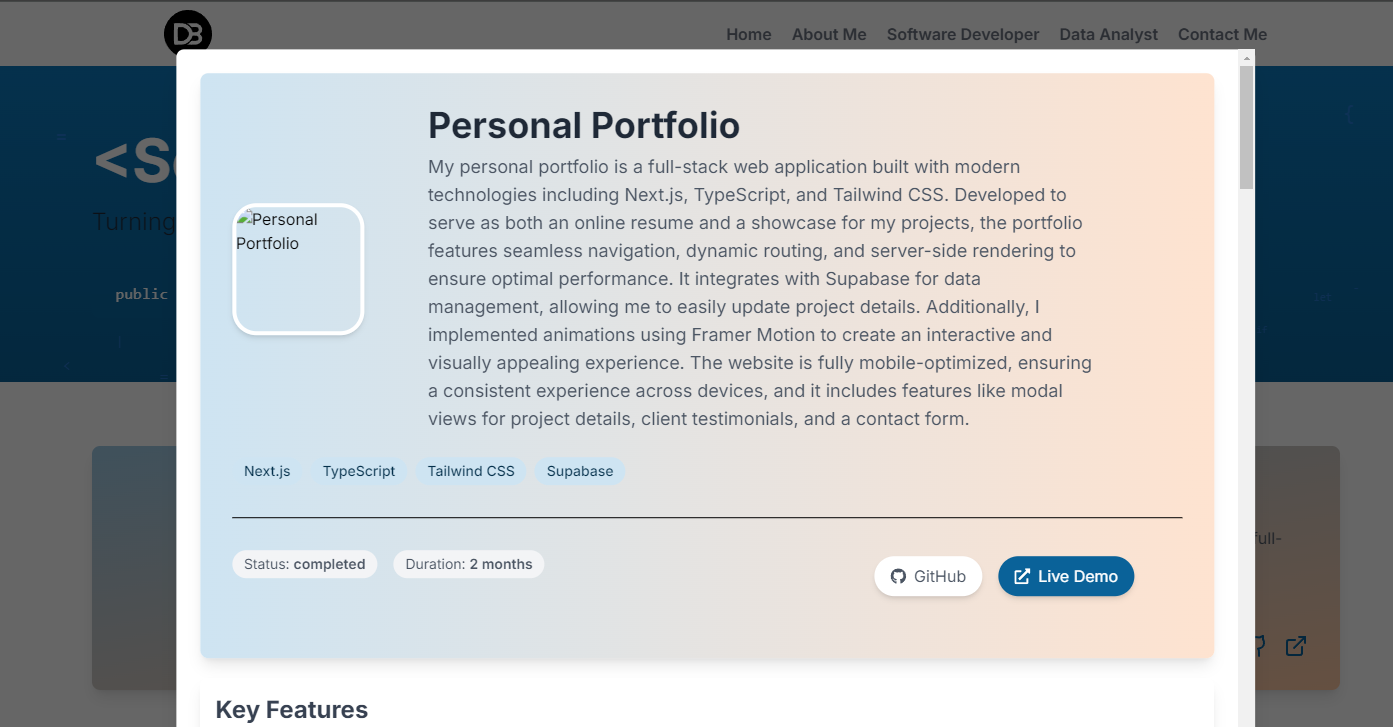 DB
Home About Me Software Developer Data Analyst Contact Me
<S
Turning
public
Personal Portfolio
My personal portfolio is a full-stack web application built with modern
technologies including Next.js, TypeScript, and Tailwind CSS. Developed to
serve as both an online resume and a showcase for my projects, the portfolio
features seamless navigation, dynamic routing, and server-side rendering to
ensure optimal performance. It integrates with Supabase for data
management, allowing me to easily update project details. Additionally, I
implemented animations using Framer Motion to create an interactive and
visually appealing experience. The website is fully mobile-optimized, ensuring
a consistent experience across devices, and it includes features like modal
views for project details, client testimonials, and a contact form.
Personal
Portfolio
Next.js TypeScript Tailwind CSS Supabase
Status: completed Duration: 2 months
GitHub Live Demo
full-
Key Features